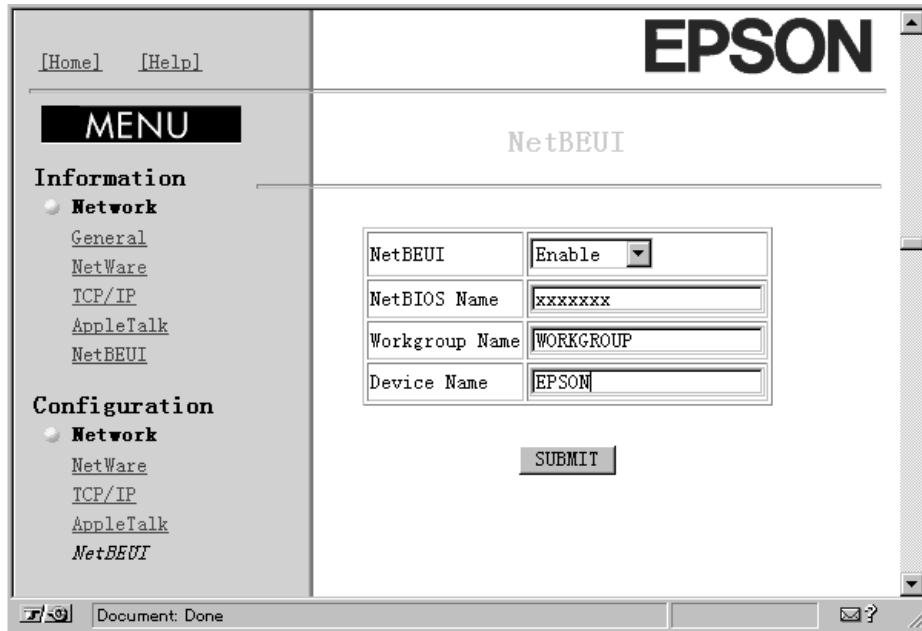 [Home] [Help]
EPSON
MENU
NetBEUI
Information
Network
General
NetWare
TCP/IP
AppleTalk
NetBEUI
Configuration
Network
NetWare
TCP/IP
AppleTalk
NetBEUI
NetBEUI Enable
NetBIOS Name xxxxxxx
Workgroup Name WORKGROUP
Device Name EPSON
SUBMIT
Document: Done
?